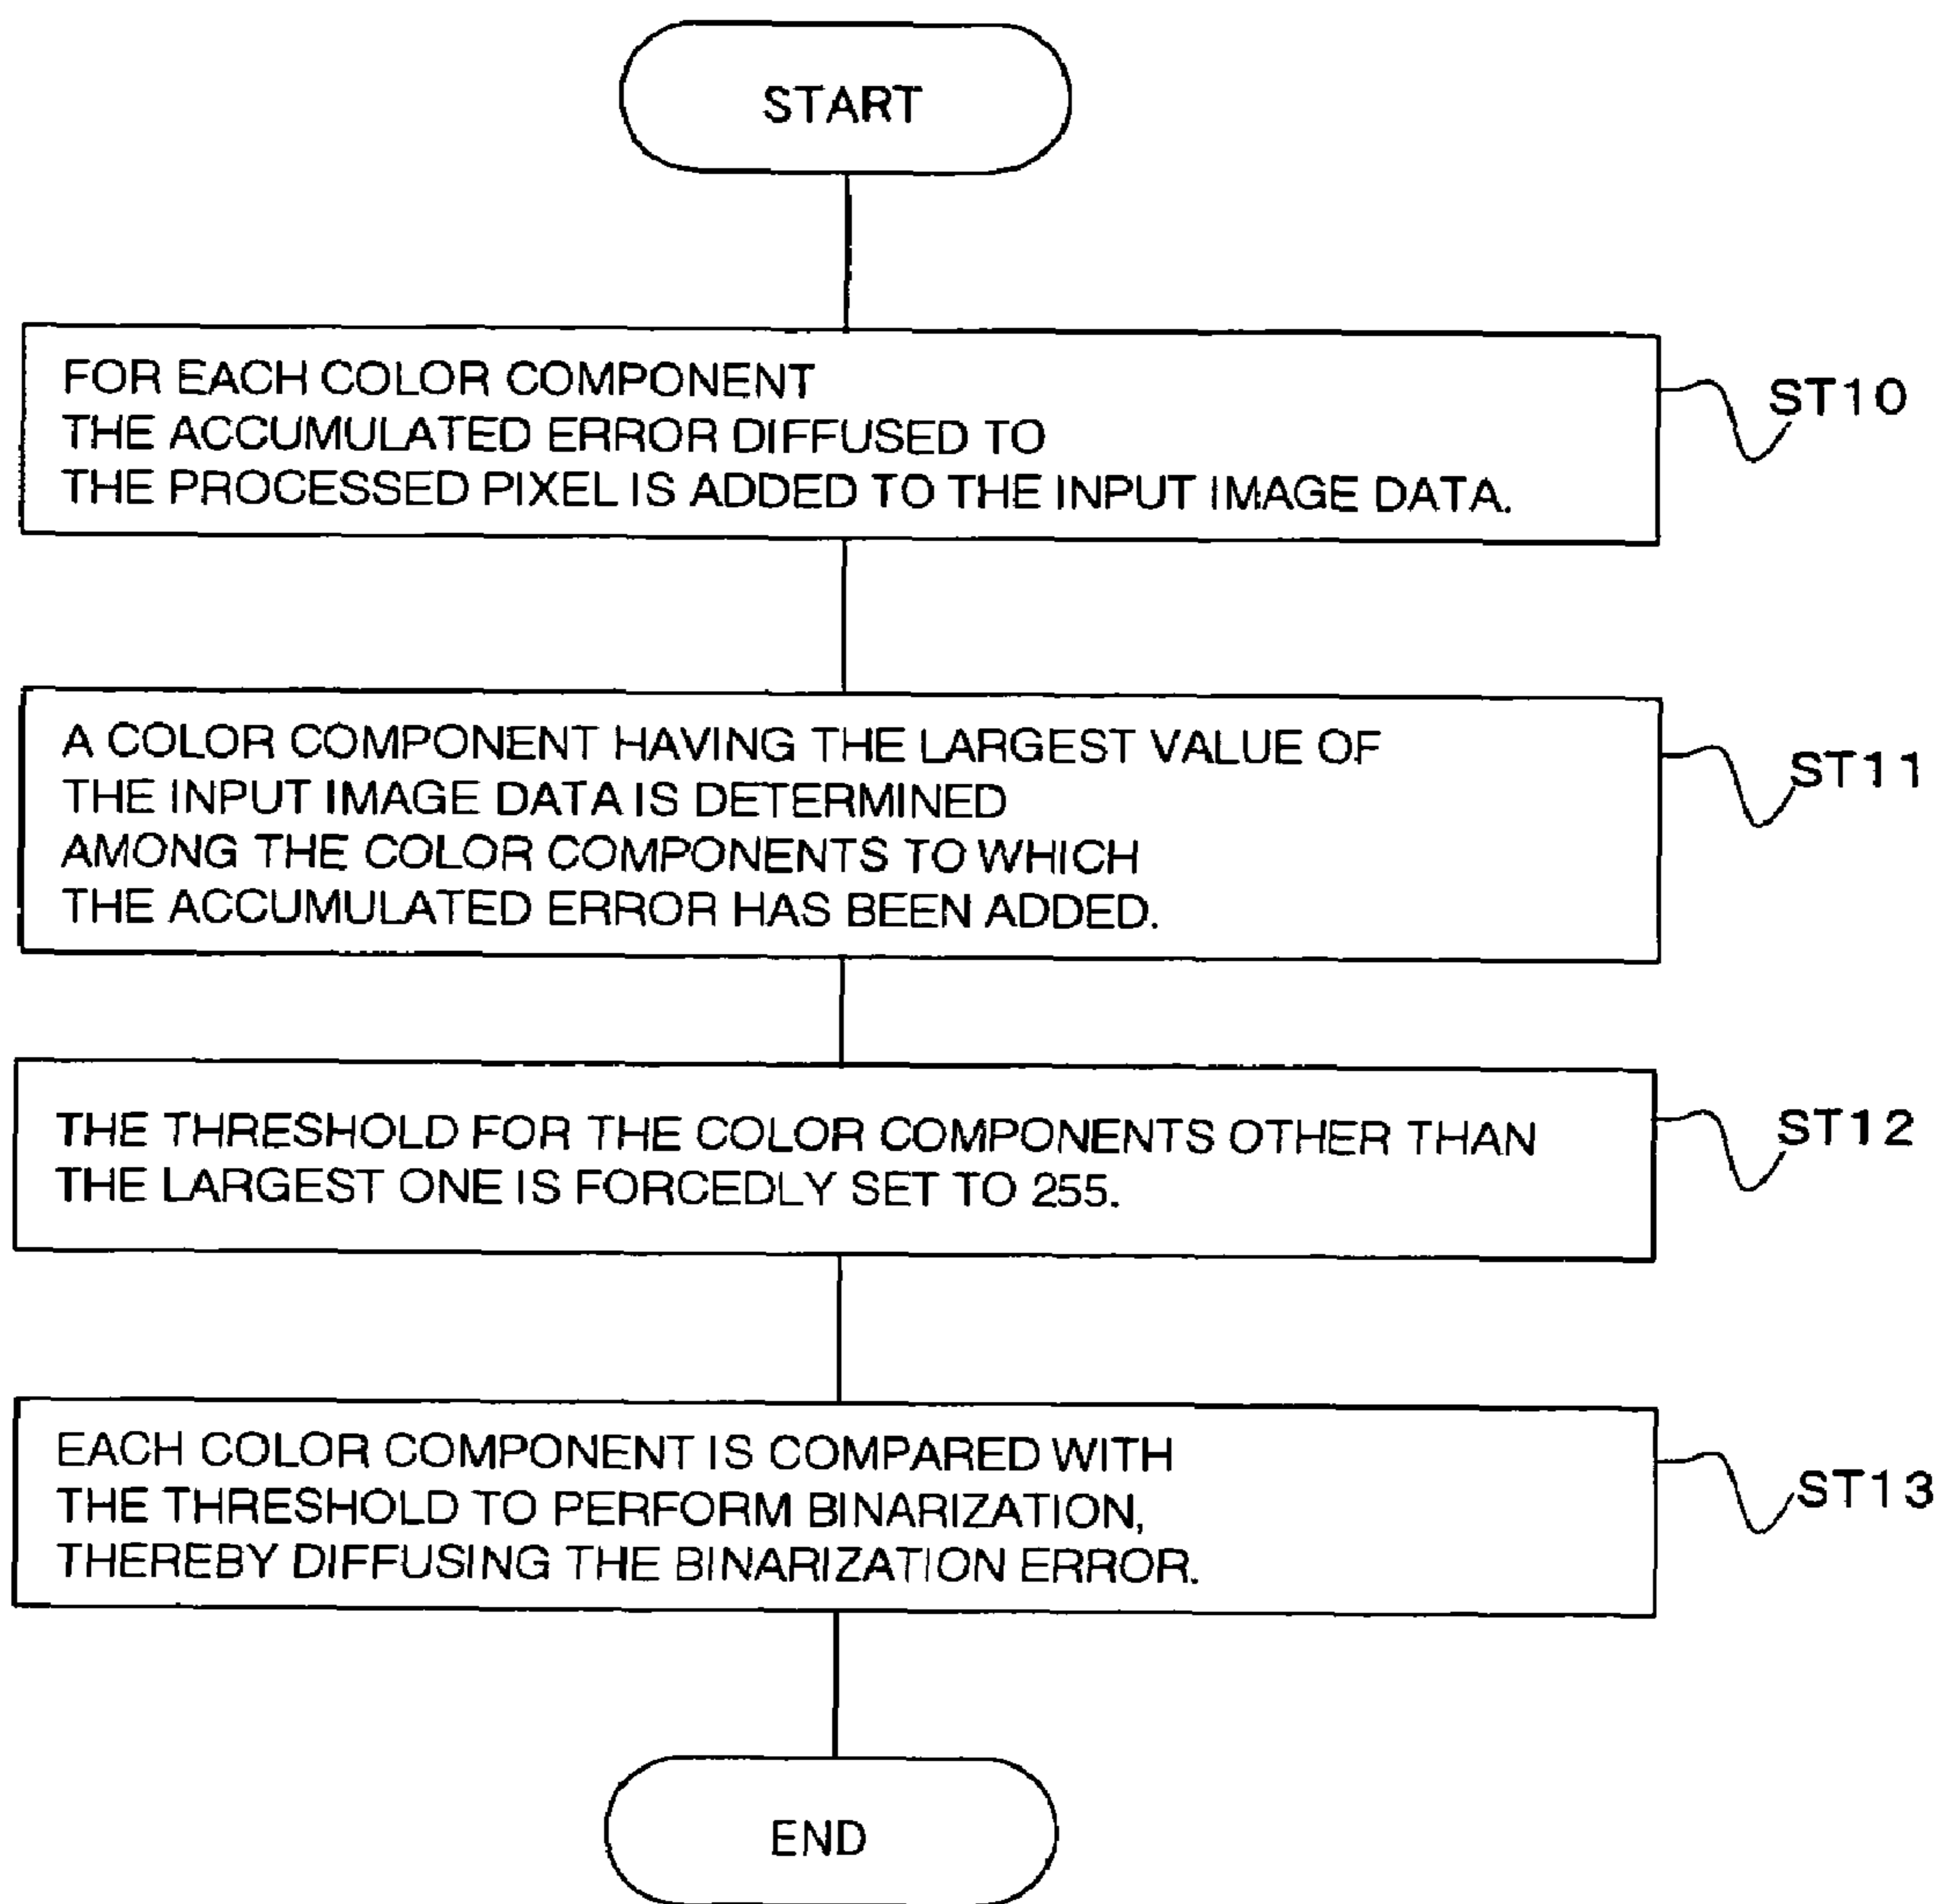 START
FOR EACH COLOR COMPONENT
THE ACCUMULATED ERROR DIFFUSED TO
THE PROCESSED PIXEL IS ADDED TO THE INPUT IMAGE DATA.
ST10
A COLOR COMPONENT HAVING THE LARGEST VALUE OF
THE INPUT IMAGE DATA IS DETERMINED
AMONG THE COLOR COMPONENTS TO WHICH
THE ACCUMULATED ERROR HAS BEEN ADDED.
ST11
THE THRESHOLD FOR THE COLOR COMPONENTS OTHER THAN
THE LARGEST ONE IS FORCEDLY SET TO 255.
ST12
EACH COLOR COMPONENT IS COMPARED WITH
THE THRESHOLD TO PERFORM BINARIZATION,
THEREBY DIFFUSING THE BINARIZATION ERROR.
ST13
END